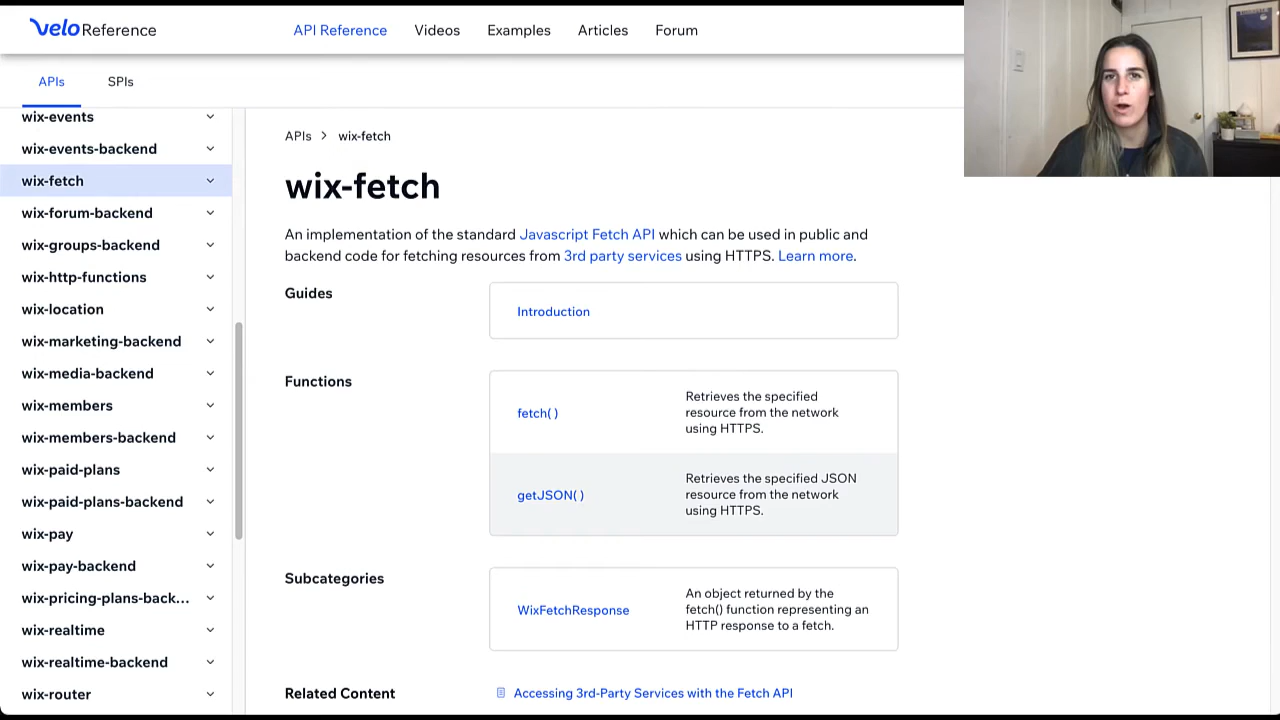 velo Reference
API Reference
Videos
Examples
Articles
Forum
APIs
SPIs
wix-events
wix-events-backend
wix-fetch
wix-forum-backend
wix-groups-backend
wix-http-functions
wix-location
wix-marketing-backend
wix-media-backend
wix-members
wix-members-backend
wix-paid-plans
wix-paid-plans-backend
wix-pay
wix-pay-backend
wix-pricing-plans-back...
wix-realtime
wix-realtime-backend
wix-router
APIs > wix-fetch
wix-fetch
An implementation of the standard Javascript Fetch API which can be used in public and
backend code for fetching resources from 3rd party services using HTTPS. Learn more.
Guides
Introduction
Functions
fetch( )
Retrieves the specified
resource from the network
using HTTPS.
getJSON( )
Retrieves the specified JSON
resource from the network
using HTTPS.
Subcategories
WixFetchResponse
An object returned by the
fetch() function representing an
HTTP response to a fetch.
Related Content
Accessing 3rd-Party Services with the Fetch API